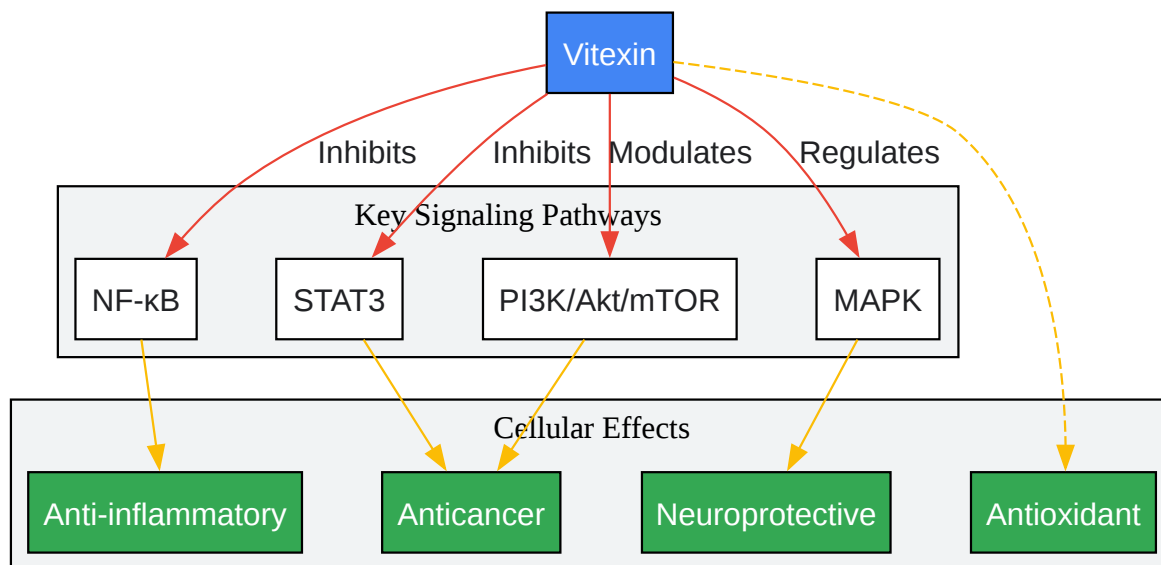 Vitexin
Inhibits
Inhibits
Modulates
Regulates
Key Signaling Pathways
NF-κB
STAT3
PI3K/Akt/mTOR
MAPK
Cellular Effects
Anti-inflammatory
Anticancer
Neuroprotective
Antioxidant